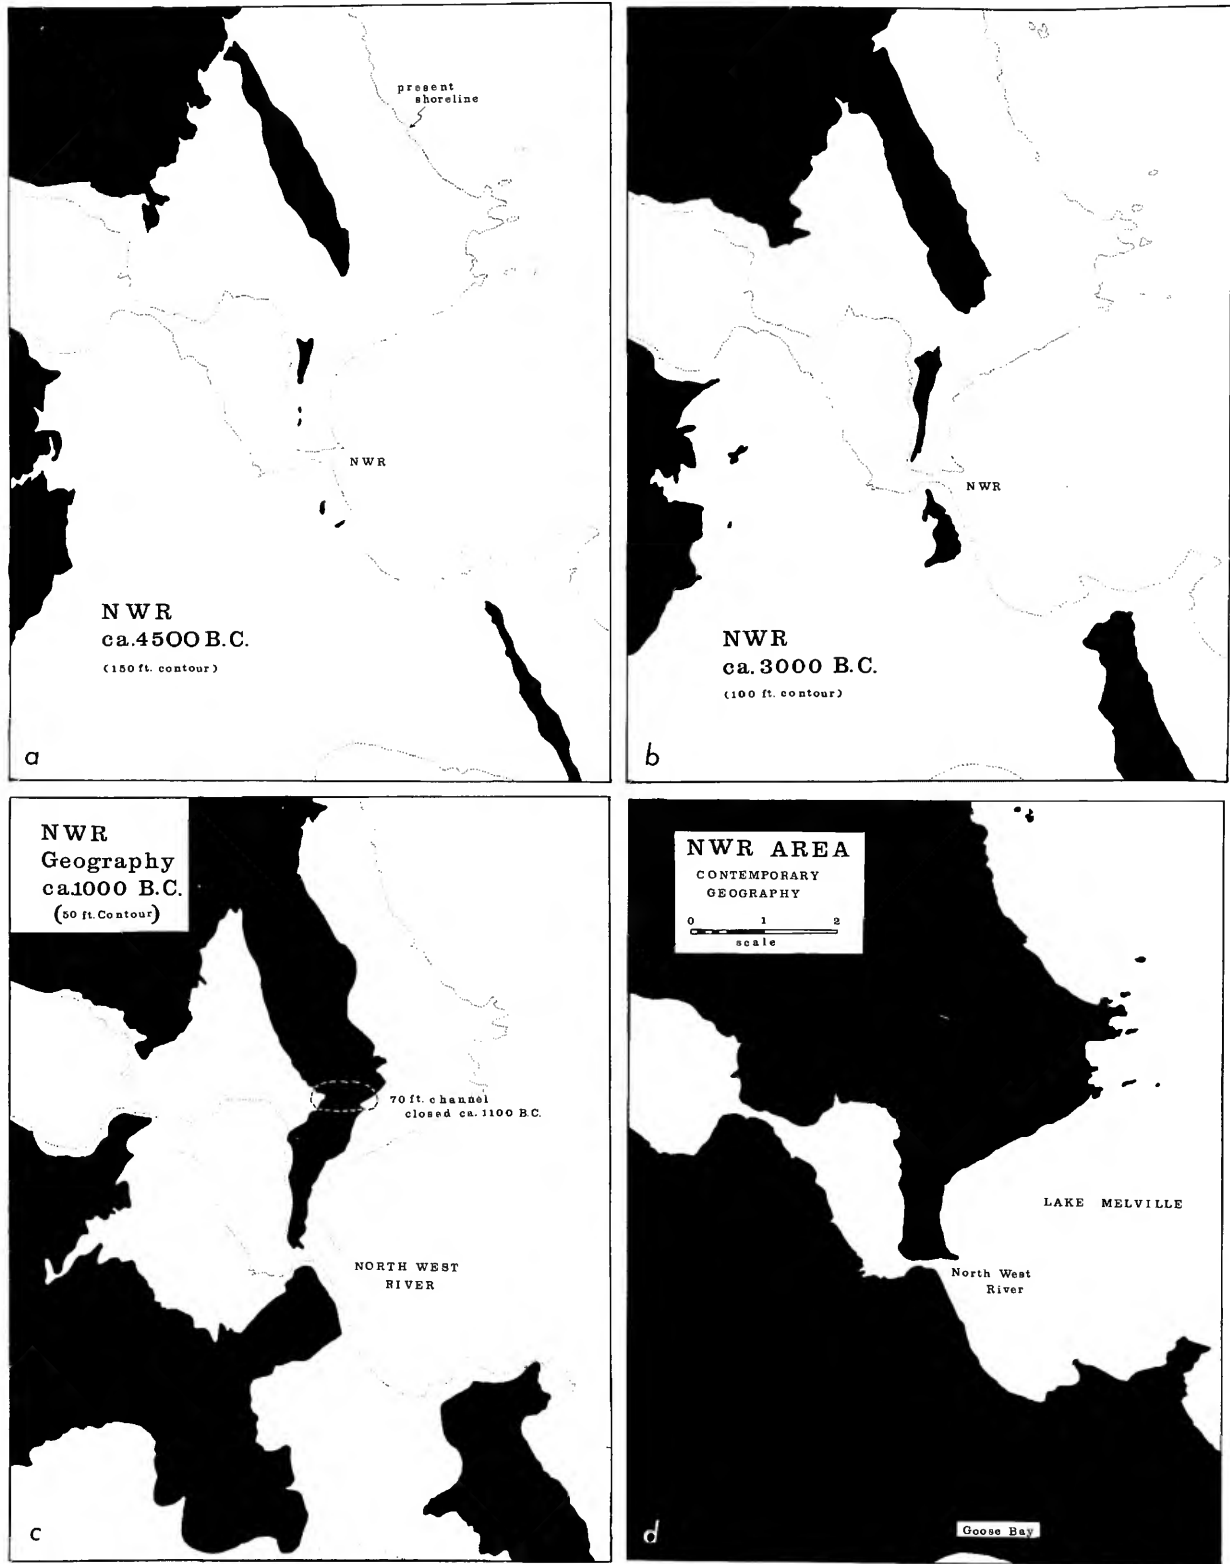 present
shoreline
NWR
NWR
ca.4500 B.C.
(150 ft. contour)
a
NWR
NWR
ca. 3000 B.C.
(100 ft. contour)
b
NWR
Geography
ca.1000 B.C.
(50 ft. Contour)
70 ft. channel
closed ca. 1100 B.C.
NORTH WEST
RIVER
c
NWR AREA
CONTEMPORARY
GEOGRAPHY
0 1 2
scale
LAKE MELVILLE
North West
River
Goose Bay
d